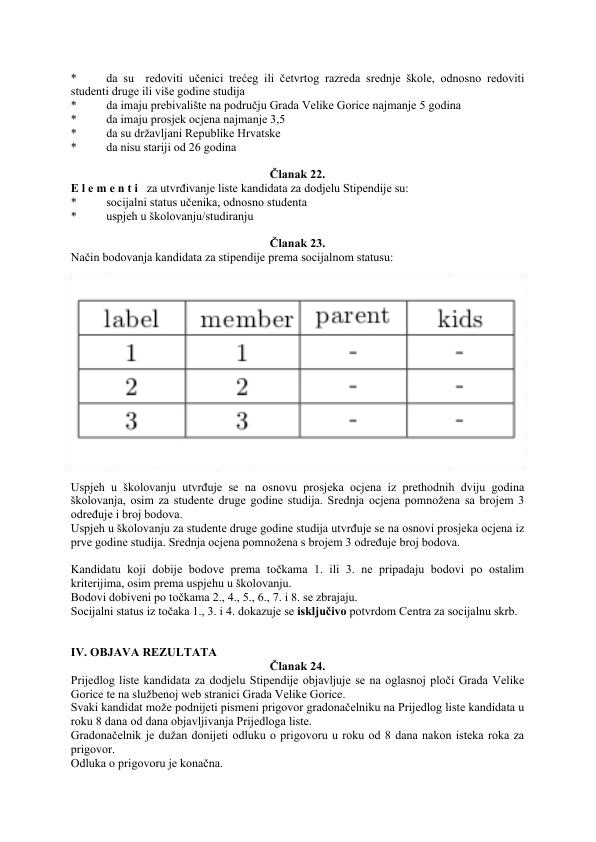 * da su redoviti učenici trećeg ili četvrtog razreda srednje škole, odnosno redoviti
studenti druge ili više godine studija
* da imaju prebivalište na području Grada Velike Gorice najmanje 5 godina
* da imaju prosjek ocjena najmanje 3,5
* da su državljani Republike Hrvatske
* da nisu stariji od 26 godina
Članak 22.
E l e m e n t i za utvrđivanje liste kandidata za dodjelu Stipendije su:
* socijalni status učenika, odnosno studenta
* uspjeh u školovanju/studiranju
Članak 23.
Način bodovanja kandidata za stipendije prema socijalnom statusu:
label member parent kids
1 1 - -
2 2 - -
3 3 - -
Uspjeh u školovanju utvrđuje se na osnovu prosjeka ocjena iz prethodnih dviju godina
školovanja, osim za studente druge godine studija. Srednja ocjena pomnožena sa brojem 3
određuje i broj bodova.
Uspjeh u školovanju za studente druge godine studija utvrđuje se na osnovi prosjeka ocjena iz
prve godine studija. Srednja ocjena pomnožena s brojem 3 određuje broj bodova.
Kandidatu koji dobije bodove prema točkama 1. ili 3. ne pripadaju bodovi po ostalim
kriterijima, osim prema uspjehu u školovanju.
Bodovi dobiveni po točkama 2., 4., 5., 6., 7. i 8. se zbrajaju.
Socijalni status iz točaka 1., 3. i 4. dokazuje se isključivo potvrdom Centra za socijalnu skrb.
IV. OBJAVA REZULTATA
Članak 24.
Prijedlog liste kandidata za dodjelu Stipendije objavljuje se na oglasnoj ploči Grada Velike
Gorice te na službenoj web stranici Grada Velike Gorice.
Svaki kandidat može podnijeti pismeni prigovor gradonačelniku na Prijedlog liste kandidata u
roku 8 dana od dana objavljivanja Prijedloga liste.
Gradonačelnik je dužan donijeti odluku o prigovoru u roku od 8 dana nakon isteka roka za
prigovor.
Odluka o prigovoru je konačna.